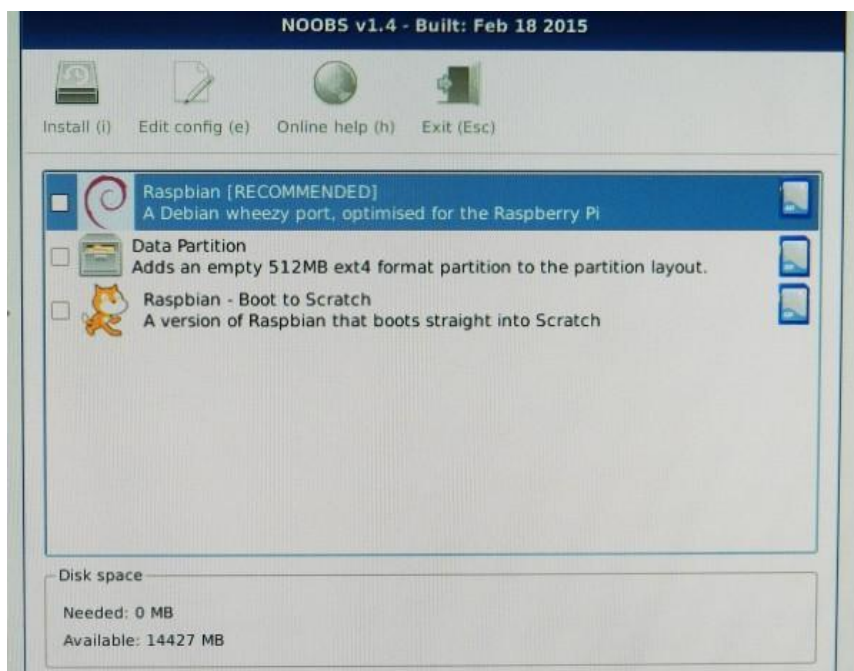 NOOBS v1.4 - Built: Feb 18 2015
Install (i) Edit config (e) Online help (h) Exit (Esc)
Raspbian [RECOMMENDED]
A Debian wheezy port, optimised for the Raspberry Pi
Data Partition
Adds an empty 512MB ext4 format partition to the partition layout.
Raspbian - Boot to Scratch
A version of Raspbian that boots straight into Scratch
Disk space
Needed: 0 MB
Available: 14427 MB